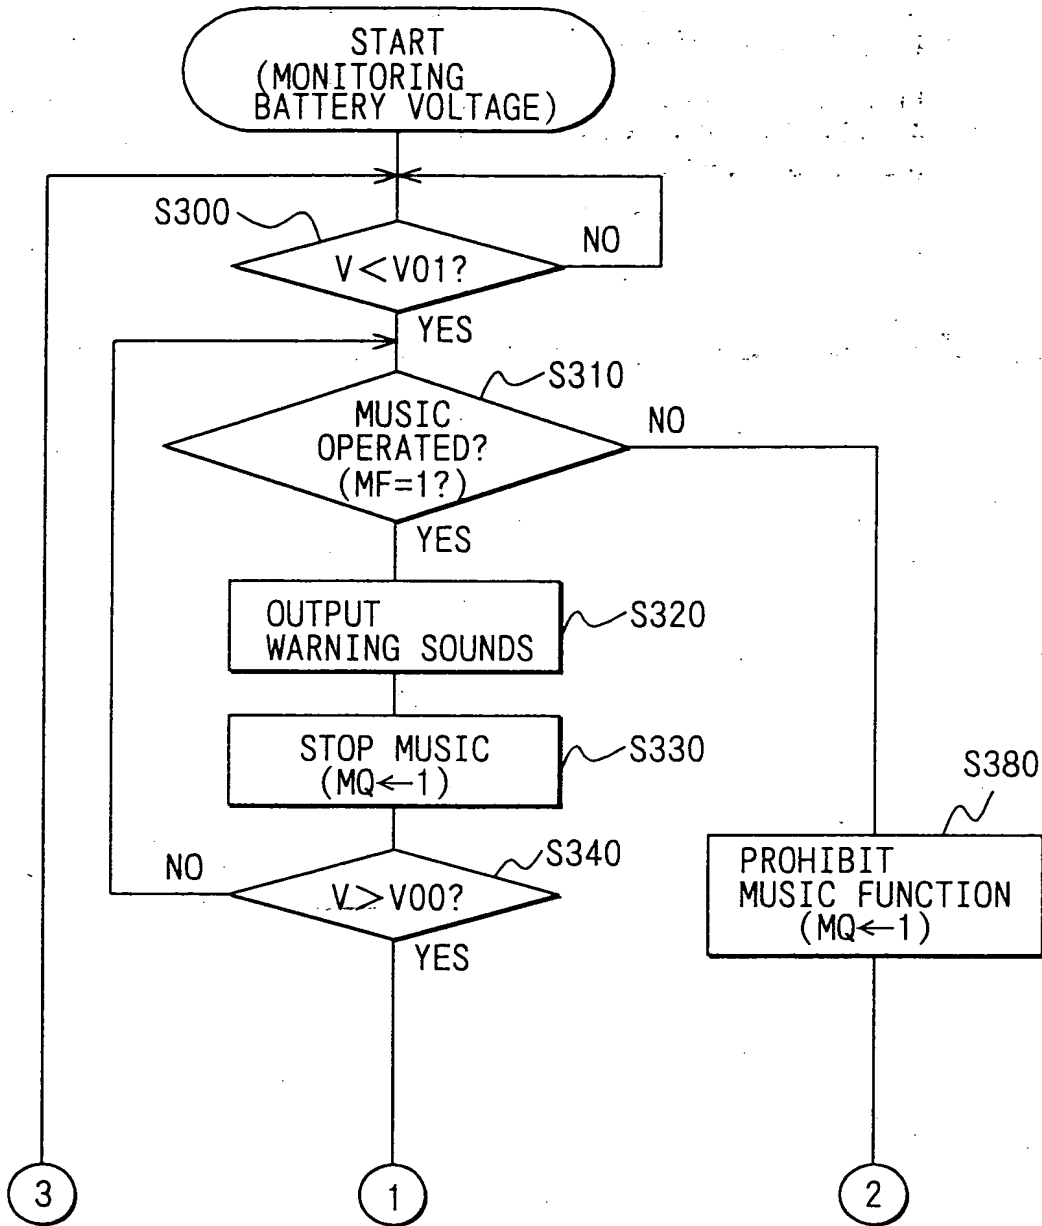 START
(MONITORING
BATTERY VOLTAGE)
S300
NO
V<V01?
YES
S310
MUSIC
OPERATED?
(MF=1?)
NO
YES
OUTPUT
WARNING SOUNDS
S320
STOP MUSIC
(MQ←1)
S330
S380
PROHIBIT
MUSIC FUNCTION
(MQ←1)
S340
NO
V>V00?
YES
3
1
2